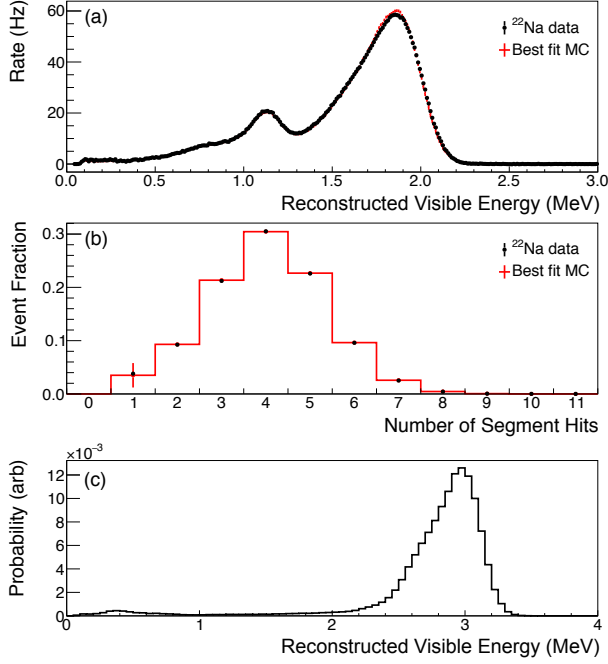 (a)
²²Na data
Best fit MC
Rate (Hz)
60
40
20
0
0.0 0.5 1.0 1.5 2.0 2.5 3.0
Reconstructed Visible Energy (MeV)
(b)
²²Na data
Best fit MC
Event Fraction
0.3
0.2
0.1
0.0
0 1 2 3 4 5 6 7 8 9 10 11
Number of Segment Hits
×10⁻³
(c)
Probability (arb)
12
10
8
6
4
2
0
0 1 2 3 4
Reconstructed Visible Energy (MeV)